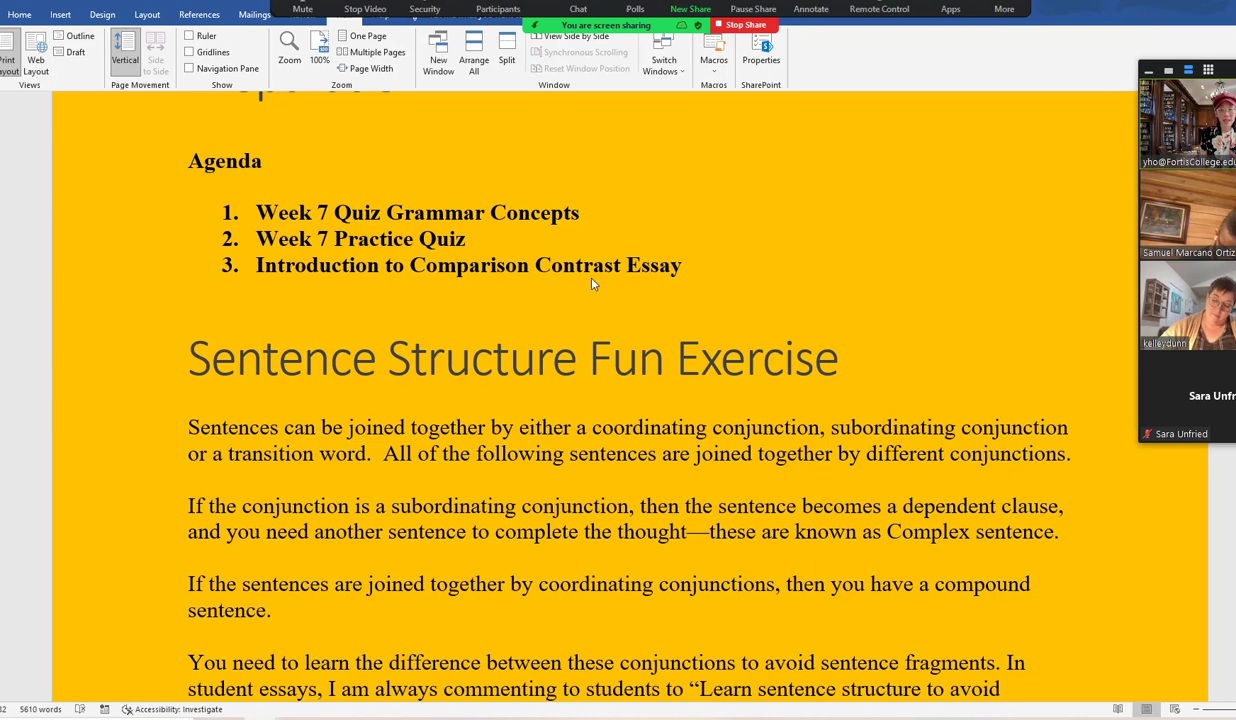 Mute Stop Video Security Participants Chat Polls New Share Pause Share Annotate Remote Control Apps More
Home Insert Design Layout References Mailings
You are screen sharing Stop Share
Outline
Draft
Web Layout
Views
Vertical
Side to Side
Page Movement
Ruler
Gridlines
Navigation Pane
Show
Zoom
100%
One Page
Multiple Pages
Page Width
Zoom
New Window
Arrange All
Split
View Side by Side
Synchronous Scrolling
Reset Window Position
Window
Switch Windows
Macros
Macros
Properties
SharePoint
Agenda
1. Week 7 Quiz Grammar Concepts
2. Week 7 Practice Quiz
3. Introduction to Comparison Contrast Essay
Sentence Structure Fun Exercise
Sentences can be joined together by either a coordinating conjunction, subordinating conjunction
or a transition word. All of the following sentences are joined together by different conjunctions.
If the conjunction is a subordinating conjunction, then the sentence becomes a dependent clause,
and you need another sentence to complete the thought—these are known as Complex sentence.
If the sentences are joined together by coordinating conjunctions, then you have a compound
sentence.
You need to learn the difference between these conjunctions to avoid sentence fragments. In
student essays, I am always commenting to students to “Learn sentence structure to avoid
yho@FortisCollege.edu
Samuel Marcano Ortiz
kelleydunn
Sara Unfr
Sara Unfried
5610 words
Accessibility: Investigate